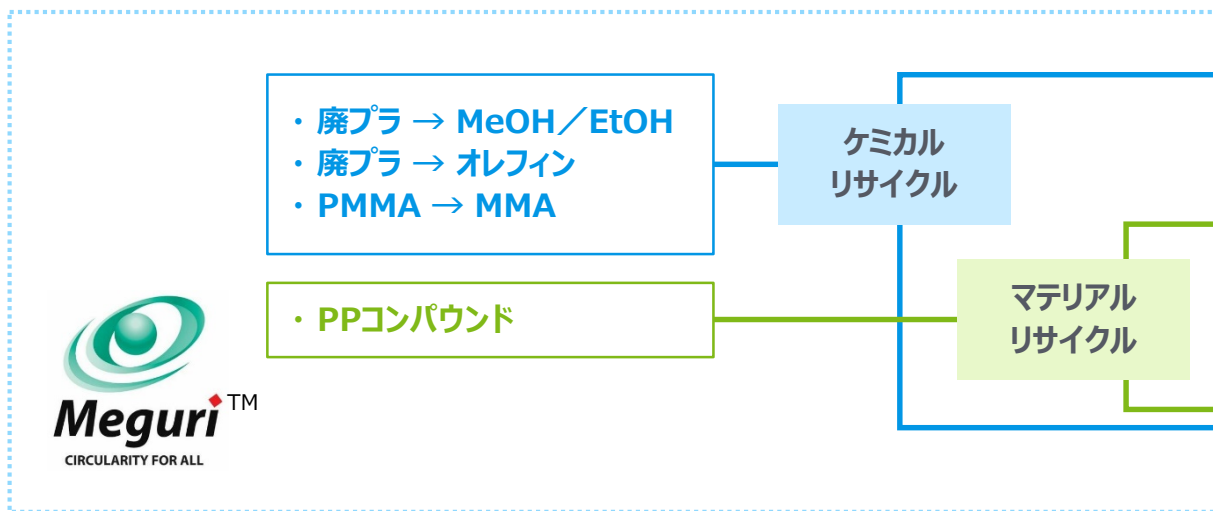 ・ 廃プラ → MeOH／EtOH
・ 廃プラ → オレフィン
・ PMMA → MMA
ケミカル
リサイクル
・ PPコンパウンド
マテリアル
リサイクル
Meguri TM
CIRCULARITY FOR ALL